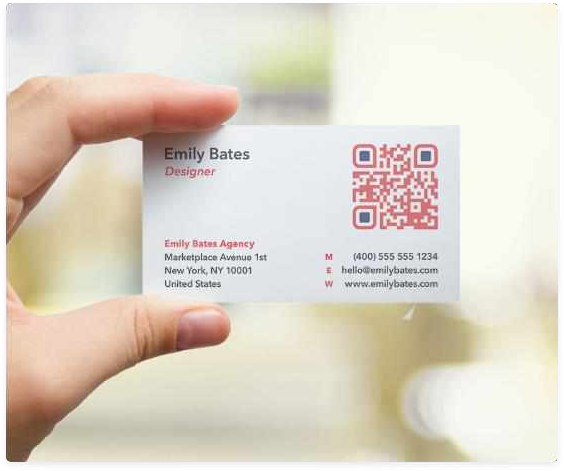 Emily Bates
Designer
Emily Bates Agency
Marketplace Avenue 1st
New York, NY 10001
United States
M (400) 555 555 1234
E hello@emilybates.com
W www.emilybates.com